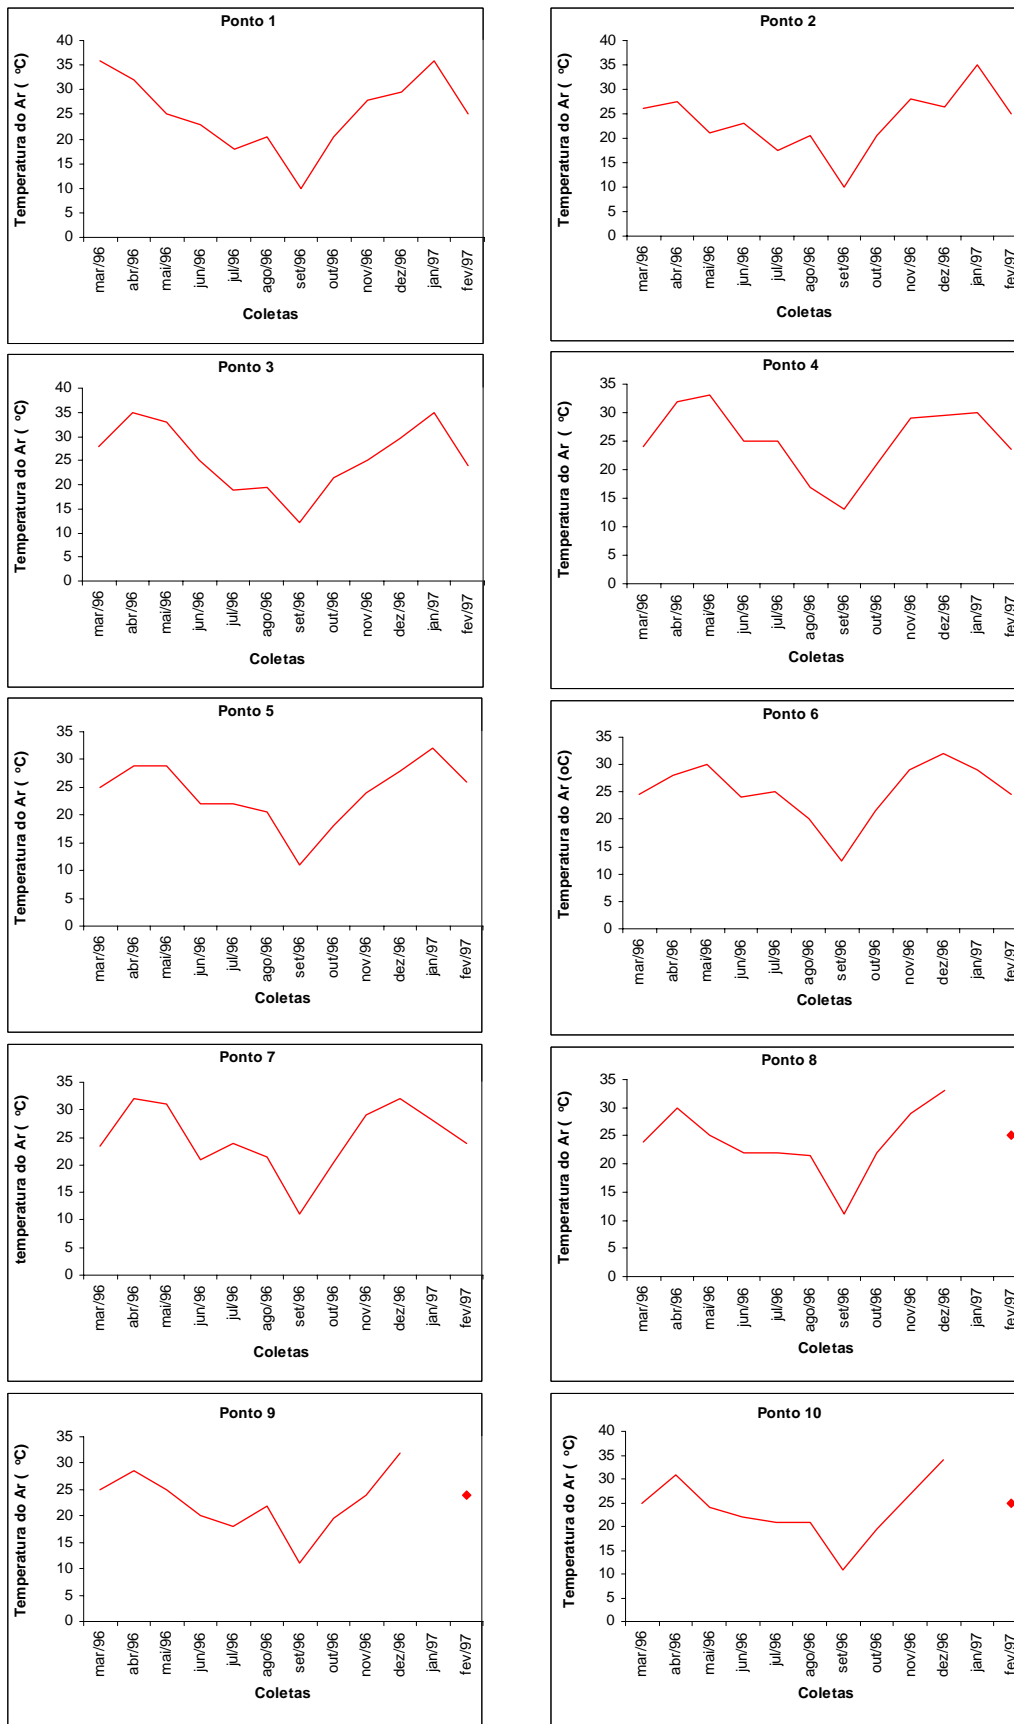 Ponto 1
Temperatura do Ar ( ºC)
40
35
30
25
20
15
10
5
0
mar/96
abr/96
mai/96
jun/96
jul/96
ago/96
set/96
out/96
nov/96
dez/96
jan/97
fev/97
Coletas
Ponto 2
Temperatura do Ar ( ºC)
40
35
30
25
20
15
10
5
0
mar/96
abr/96
mai/96
jun/96
jul/96
ago/96
set/96
out/96
nov/96
dez/96
jan/97
fev/97
Coletas
Ponto 3
Temperatura do Ar ( ºC)
40
35
30
25
20
15
10
5
0
mar/96
abr/96
mai/96
jun/96
jul/96
ago/96
set/96
out/96
nov/96
dez/96
jan/97
fev/97
Coletas
Ponto 4
Temperatura do Ar ( ºC)
35
30
25
20
15
10
5
0
mar/96
abr/96
mai/96
jun/96
jul/96
ago/96
set/96
out/96
nov/96
dez/96
jan/97
fev/97
Coletas
Ponto 5
Temperatura do Ar ( ºC)
35
30
25
20
15
10
5
0
mar/96
abr/96
mai/96
jun/96
jul/96
ago/96
set/96
out/96
nov/96
dez/96
jan/97
fev/97
Coletas
Ponto 6
Temperatura do Ar (oC)
35
30
25
20
15
10
5
0
mar/96
abr/96
mai/96
jun/96
jul/96
ago/96
set/96
out/96
nov/96
dez/96
jan/97
fev/97
Coletas
Ponto 7
temperatura do Ar ( ºC)
35
30
25
20
15
10
5
0
mar/96
abr/96
mai/96
jun/96
jul/96
ago/96
set/96
out/96
nov/96
dez/96
jan/97
fev/97
Coletas
Ponto 8
Temperatura do Ar ( ºC)
35
30
25
20
15
10
5
0
mar/96
abr/96
mai/96
jun/96
jul/96
ago/96
set/96
out/96
nov/96
dez/96
jan/97
fev/97
Coletas
Ponto 9
Temperatura do Ar ( ºC)
35
30
25
20
15
10
5
0
mar/96
abr/96
mai/96
jun/96
jul/96
ago/96
set/96
out/96
nov/96
dez/96
jan/97
fev/97
Coletas
Ponto 10
Temperatura do Ar ( ºC)
40
35
30
25
20
15
10
5
0
mar/96
abr/96
mai/96
jun/96
jul/96
ago/96
set/96
out/96
nov/96
dez/96
jan/97
fev/97
Coletas